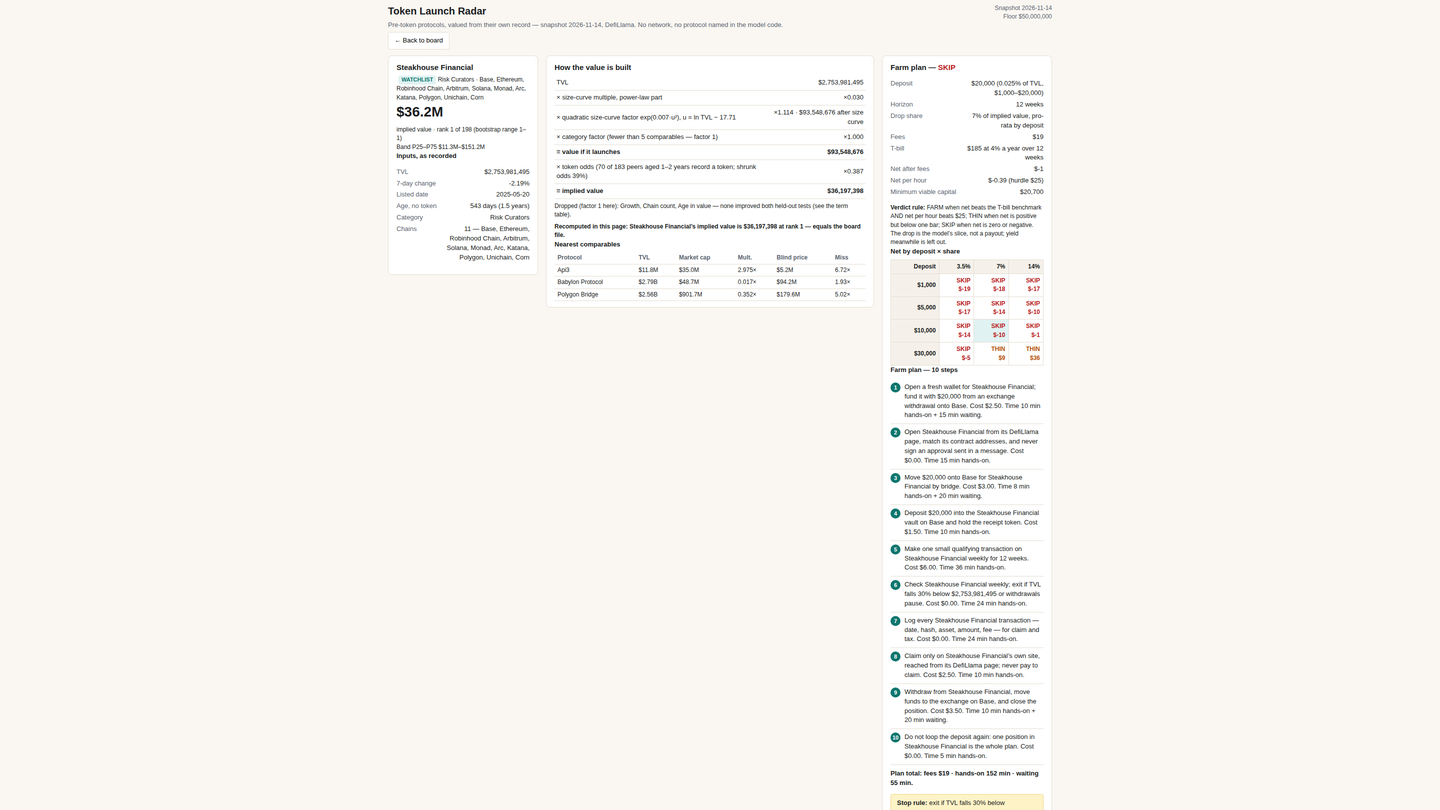 Token Launch Radar
Pre-token protocols, valued from their own record — snapshot 2026-11-14, DefiLlama. No network, no protocol named in the model code.
Snapshot 2026-11-14
Floor $50,000,000
← Back to board
Steakhouse Financial
WATCHLIST Risk Curators · Base, Ethereum,
Robinhood Chain, Arbitrum, Solana, Monad, Arc,
Katana, Polygon, Unichain, Corn
$36.2M
implied value · rank 1 of 198 (bootstrap range 1–
1)
Band P25–P75 $11.3M–$151.2M
Inputs, as recorded
TVL $2,753,981,495
7-day change -2.19%
Listed date 2025-05-20
Age, no token 543 days (1.5 years)
Category Risk Curators
Chains 11 — Base, Ethereum,
Robinhood Chain, Arbitrum,
Solana, Monad, Arc, Katana,
Polygon, Unichain, Corn
How the value is built
TVL $2,753,981,495
× size-curve multiple, power-law part ×0.030
× quadratic size-curve factor exp(0.007·u²), u = ln TVL − 17.71 ×1.114 · $93,548,676 after size
curve
× category factor (fewer than 5 comparables — factor 1) ×1.000
= value if it launches $93,548,676
× token odds (70 of 183 peers aged 1–2 years record a token; shrunk
odds 39%) ×0.387
= implied value $36,197,398
Dropped (factor 1 here): Growth, Chain count, Age in value — none improved both held-out tests (see the term
table).
Recomputed in this page: Steakhouse Financial's implied value is $36,197,398 at rank 1 — equals the board
file.
Nearest comparables
Protocol TVL Market cap Mult. Blind price Miss
Api3 $11.8M $35.0M 2.975× $5.2M 6.72×
Babylon Protocol $2.79B $48.7M 0.017× $94.2M 1.93×
Polygon Bridge $2.56B $901.7M 0.352× $179.6M 5.02×
Farm plan — SKIP
Deposit $20,000 (0.025% of TVL,
$1,000–$20,000)
Horizon 12 weeks
Drop share 7% of implied value, pro-
rata by deposit
Fees $19
T-bill $185 at 4% a year over 12
weeks
Net after fees $-1
Net per hour $-0.39 (hurdle $25)
Minimum viable capital $20,700
Verdict rule: FARM when net beats the T-bill benchmark
AND net per hour beats $25; THIN when net is positive
but below one bar; SKIP when net is zero or negative.
The drop is the model's slice, not a payout; yield
meanwhile is left out.
Net by deposit × share
Deposit 3.5% 7% 14%
$1,000 SKIP $-19 SKIP $-18 SKIP $-17
$5,000 SKIP $-17 SKIP $-14 SKIP $-10
$10,000 SKIP $-14 SKIP $-10 SKIP $-1
$30,000 SKIP $-5 THIN $9 THIN $36
Farm plan — 10 steps
1 Open a fresh wallet for Steakhouse Financial;
fund it with $20,000 from an exchange
withdrawal onto Base. Cost $2.50. Time 10 min
hands-on + 15 min waiting.
2 Open Steakhouse Financial from its DefiLlama
page, match its contract addresses, and never
sign an approval sent in a message. Cost
$0.00. Time 15 min hands-on.
3 Move $20,000 onto Base for Steakhouse
Financial by bridge. Cost $3.00. Time 8 min
hands-on + 20 min waiting.
4 Deposit $20,000 into the Steakhouse Financial
vault on Base and hold the receipt token. Cost
$1.50. Time 10 min hands-on.
5 Make one small qualifying transaction on
Steakhouse Financial weekly for 12 weeks.
Cost $6.00. Time 36 min hands-on.
6 Check Steakhouse Financial weekly; exit if TVL
falls 30% below $2,753,981,495 or withdrawals
pause. Cost $0.00. Time 24 min hands-on.
7 Log every Steakhouse Financial transaction —
date, hash, asset, amount, fee — for claim and
tax. Cost $0.00. Time 24 min hands-on.
8 Claim only on Steakhouse Financial's own site,
reached from its DefiLlama page; never pay to
claim. Cost $2.50. Time 10 min hands-on.
9 Withdraw from Steakhouse Financial, move
funds to the exchange on Base, and close the
position. Cost $3.50. Time 10 min hands-on +
20 min waiting.
10 Do not loop the deposit again: one position in
Steakhouse Financial is the whole plan. Cost
$0.00. Time 5 min hands-on.
Plan total: fees $19 · hands-on 152 min · waiting
55 min.
Stop rule: exit if TVL falls 30% below